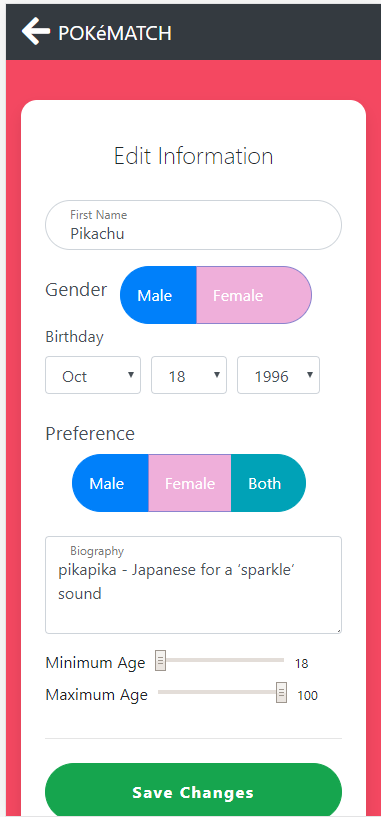 POKéMATCH
Edit Information
First Name
Pikachu
Gender Male Female
Birthday
Oct 18 1996
Preference
Male Female Both
Biography
pikapika - Japanese for a ‘sparkle’
sound
Minimum Age 18
Maximum Age 100
Save Changes